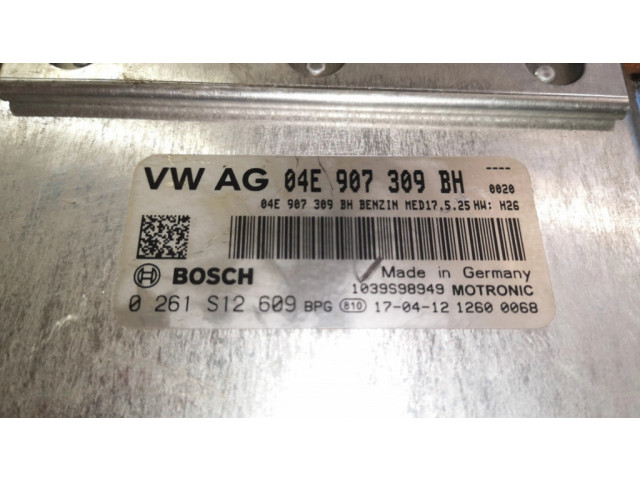 VW AG 04E 907 309 BH 0020
04E 907 309 BH BENZIN MED17.5.25 HW: H26
BOSCH
Made in Germany
1039S98949 MOTRONIC
0 261 S12 609 BPG 810 17-04-12 1260 0068